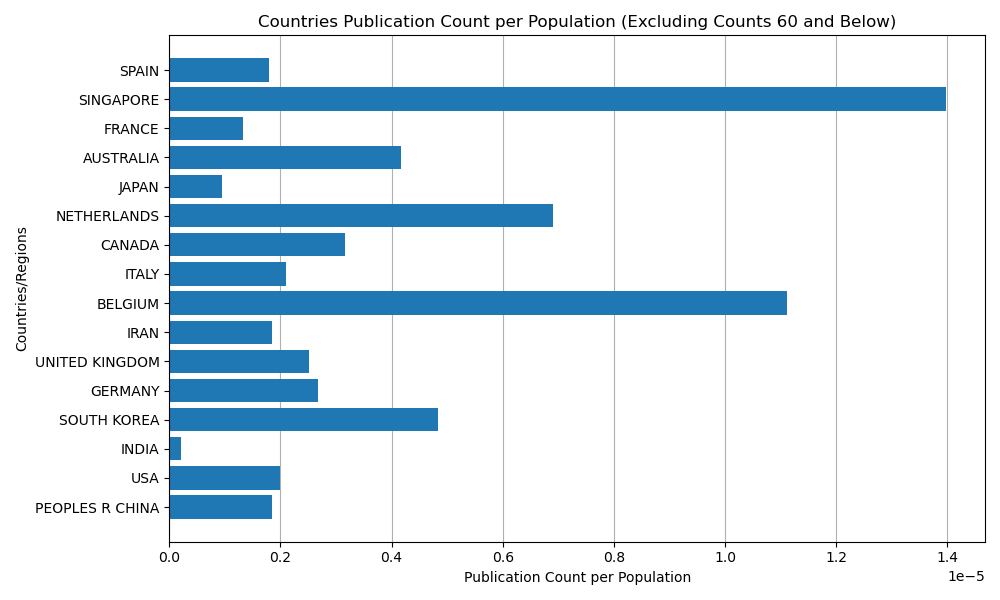 Countries Publication Count per Population (Excluding Counts 60 and Below)
Countries/Regions
SPAIN
SINGAPORE
FRANCE
AUSTRALIA
JAPAN
NETHERLANDS
CANADA
ITALY
BELGIUM
IRAN
UNITED KINGDOM
GERMANY
SOUTH KOREA
INDIA
USA
PEOPLES R CHINA
0.0 0.2 0.4 0.6 0.8 1.0 1.2 1.4
1e−5
Publication Count per Population